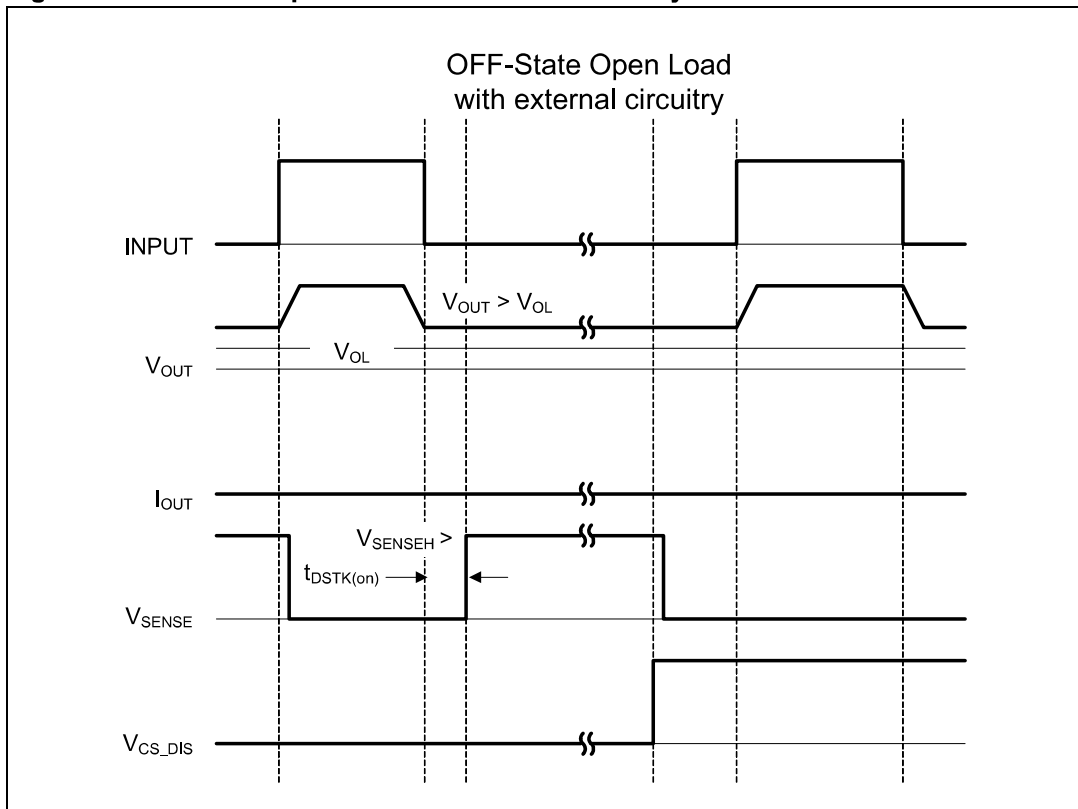 OFF-State Open Load
with external circuitry
INPUT
V_OUT > V_OL
V_OL
V_OUT
I_OUT
V_SENSEH >
t_DSTK(on)
V_SENSE
V_CS_DIS